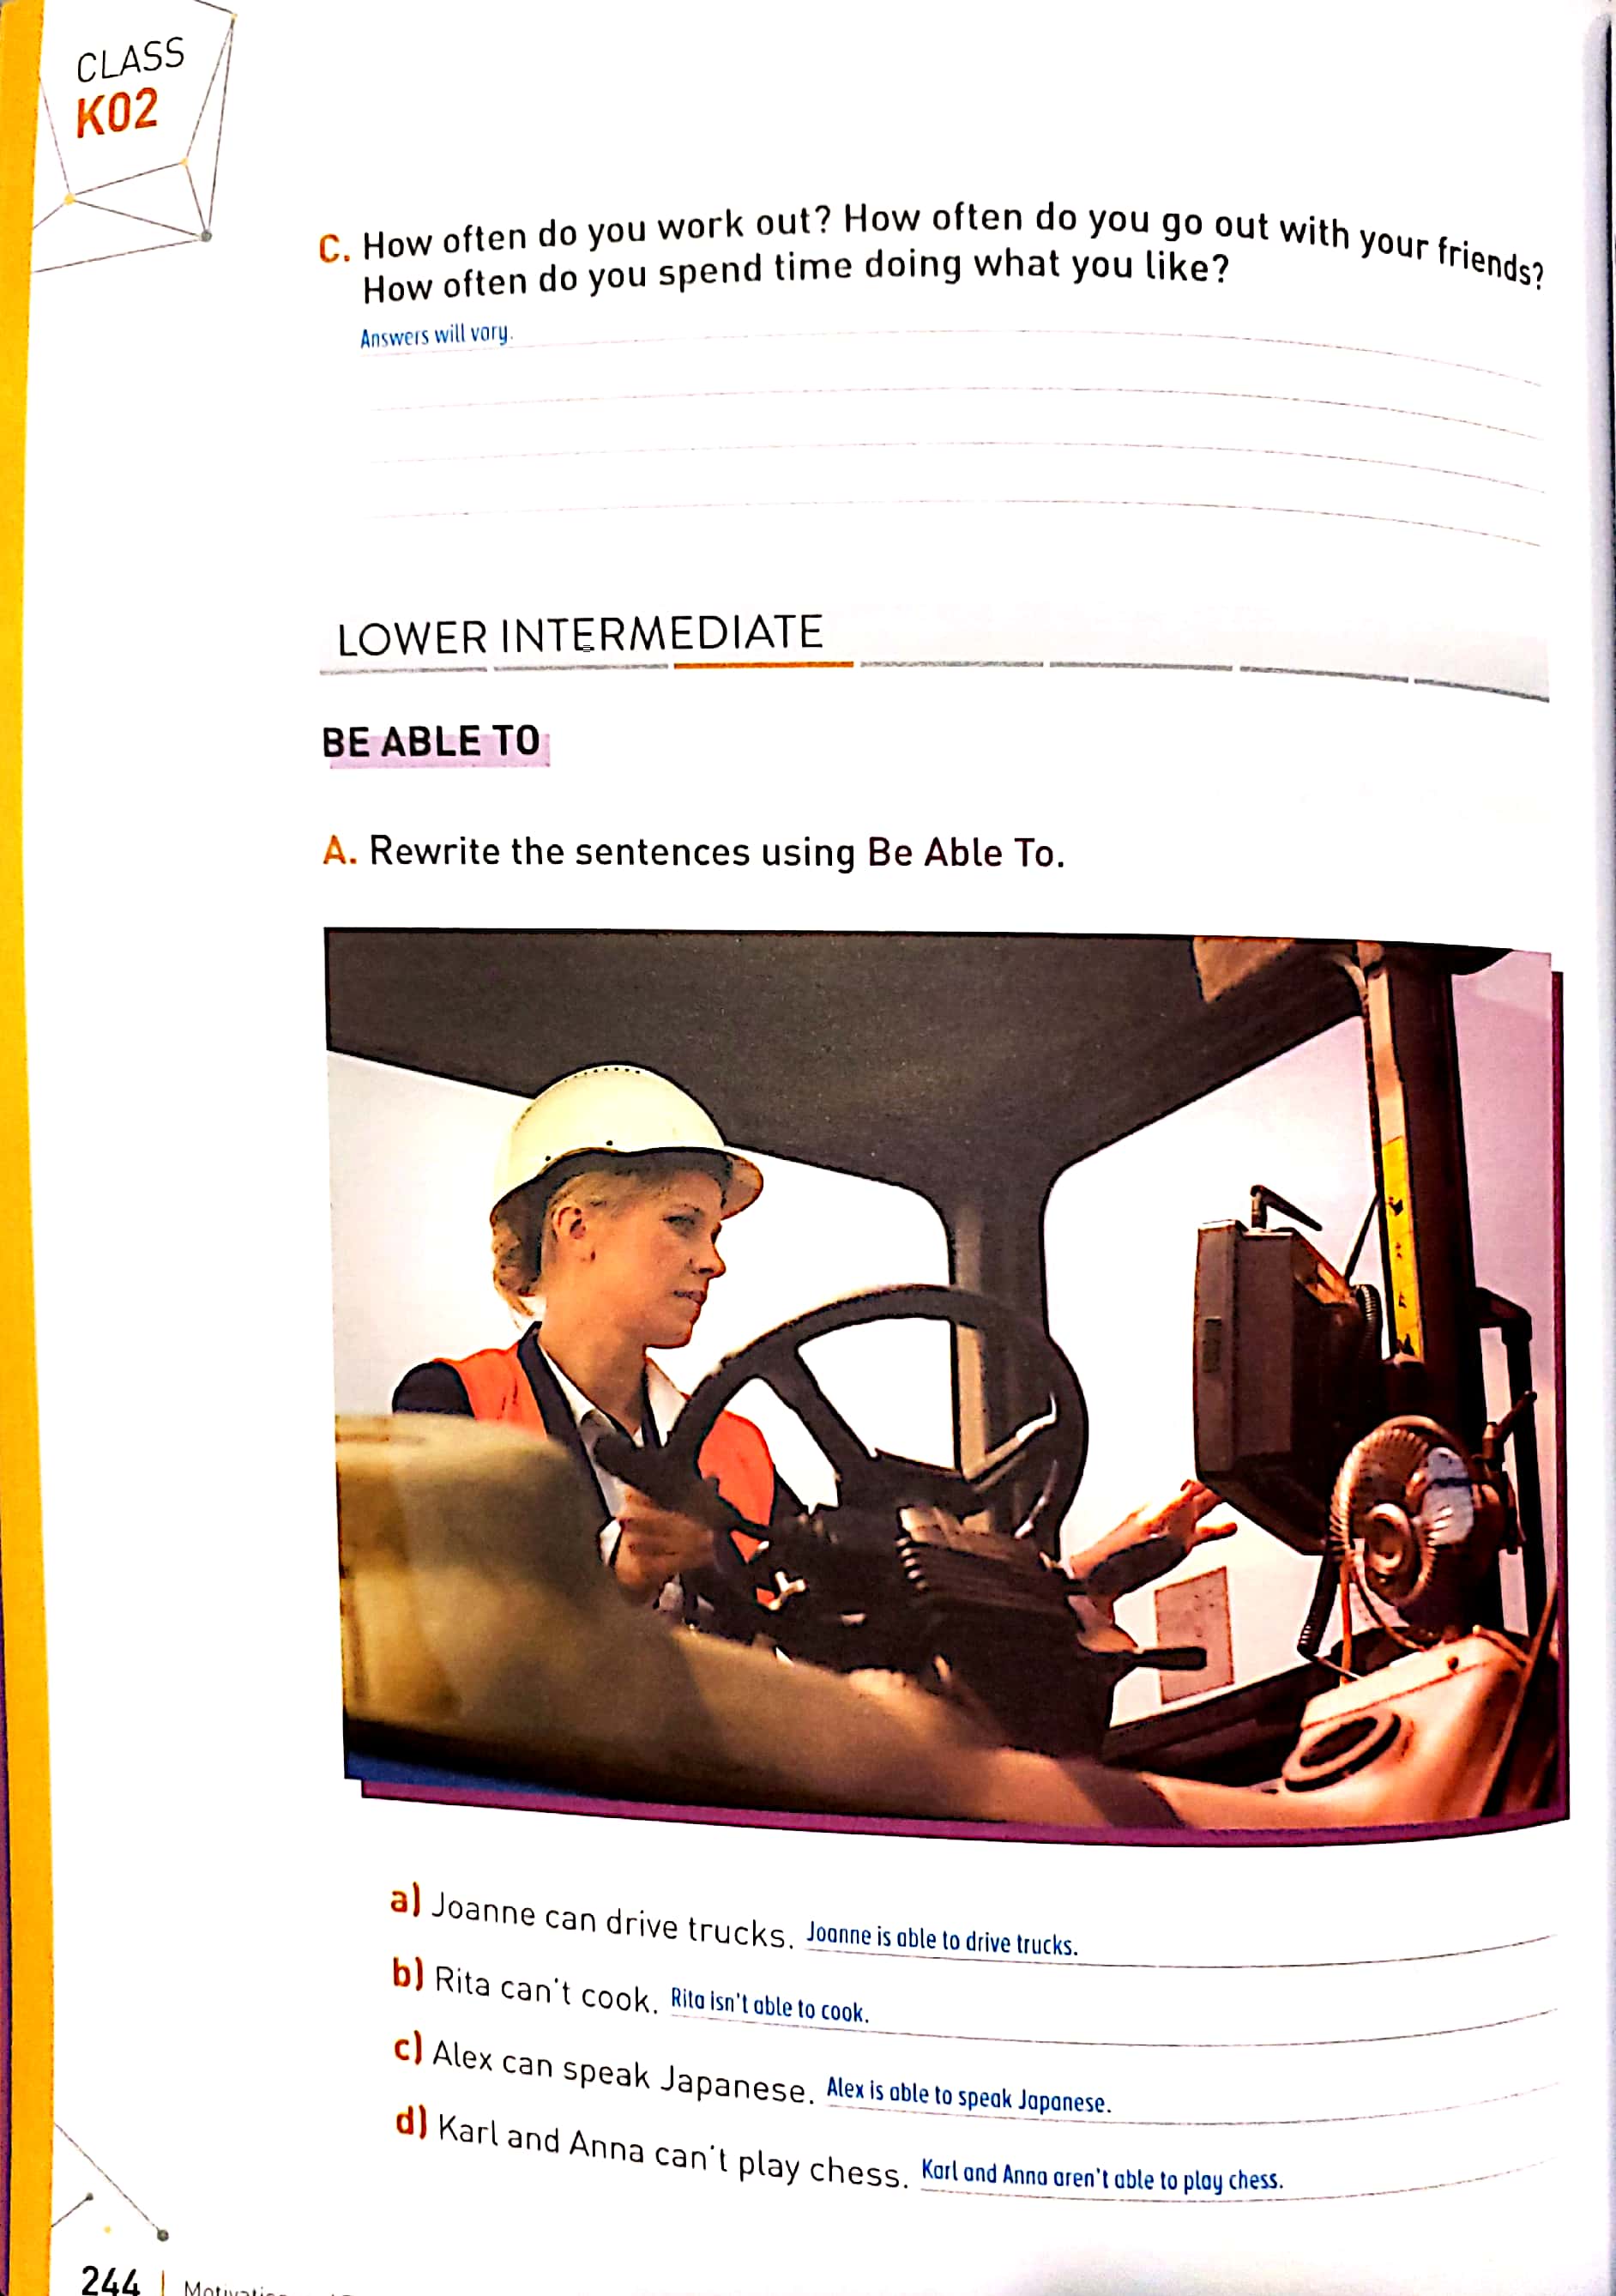 CLASS
K02
C. How often do you work out? How often do you go out with your friends?
How often do you spend time doing what you like?
Answers will vary.
LOWER INTERMEDIATE
BE ABLE TO
A. Rewrite the sentences using Be Able To.
a) Joanne can drive trucks. Joanne is able to drive trucks.
b) Rita can't cook. Rita isn't able to cook.
c) Alex can speak Japanese. Alex is able to speak Japanese.
d) Karl and Anna can't play chess. Karl and Anna aren't able to play chess.
244